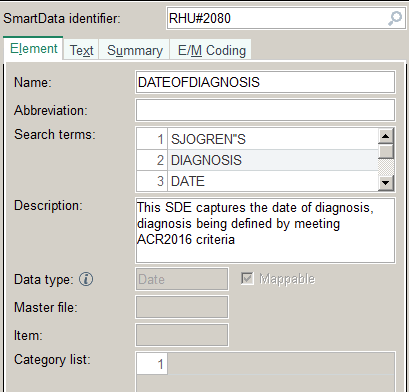 SmartData identifier: RHU#2080
Element Text Summary E/M Coding
Name: DATEOFDIAGNOSIS
Abbreviation:
Search terms: 1 SJOGREN"S
2 DIAGNOSIS
3 DATE
Description: This SDE captures the date of diagnosis,
diagnosis being defined by meeting
ACR2016 criteria
Data type: Date Mappable
Master file:
Item:
Category list: 1